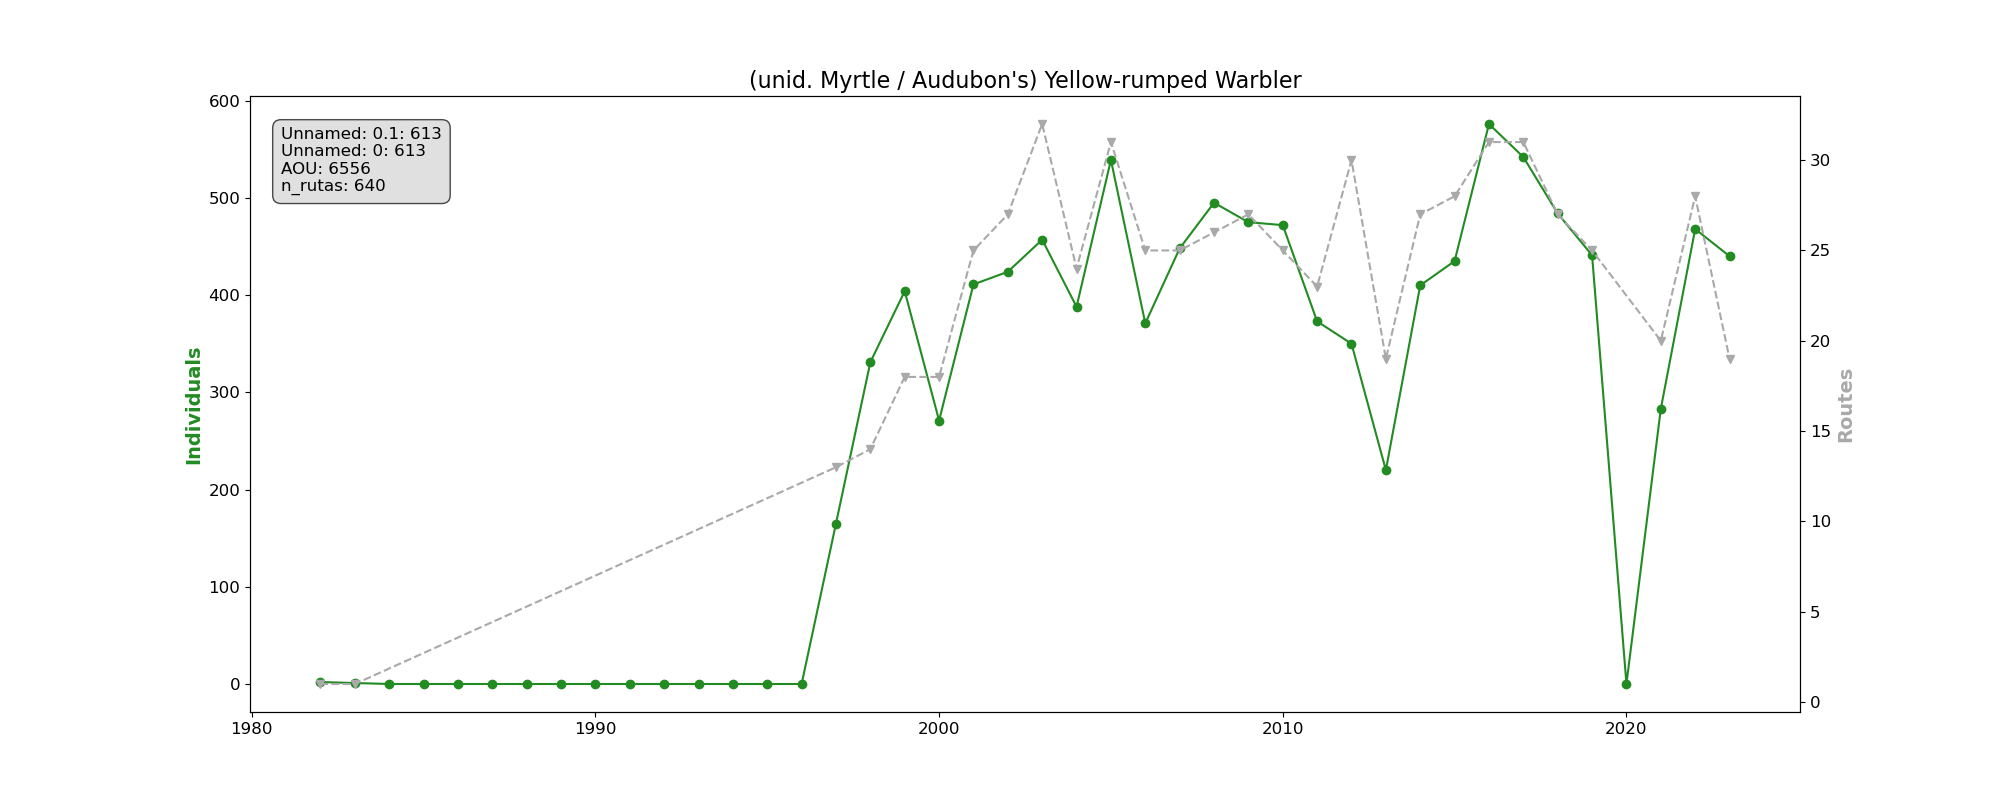 (unid. Myrtle / Audubon's) Yellow-rumped Warbler
Unnamed: 0.1: 613
Unnamed: 0: 613
AOU: 6556
n_rutas: 640
600
500
400
300
200
100
0
Individuals
30
25
20
15
10
5
0
Routes
1980
1990
2000
2010
2020